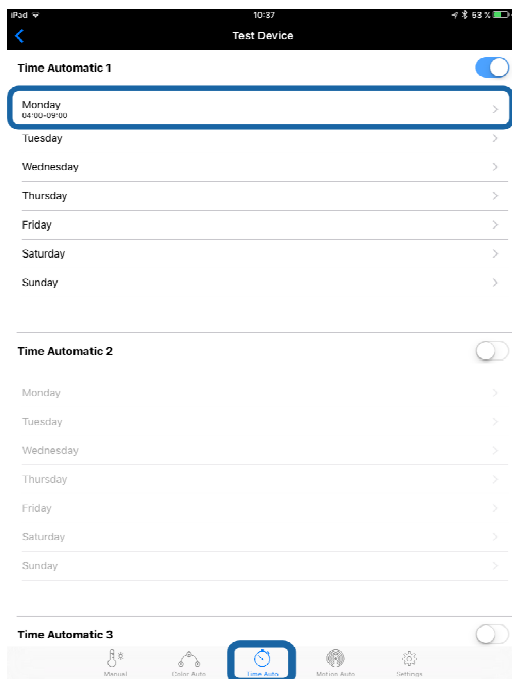 iPad
10:37
53 %
Test Device
Time Automatic 1
Monday
04:00-09:00
Tuesday
Wednesday
Thursday
Friday
Saturday
Sunday
Time Automatic 2
Monday
Tuesday
Wednesday
Thursday
Friday
Saturday
Sunday
Time Automatic 3
Manual
Color Auto
Time Auto
Motion Auto
Settings